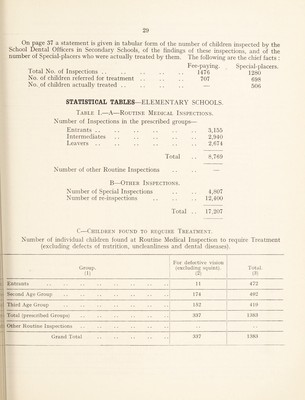 29
On page 37 a statement is given in tabular form of the number of children inspected by the
School Dental Officers in Secondary Schools, of the findings of these inspections, and of the
number of Special-placers who were actually treated by them. The following are the chief facts :
Fee-paying. Special-placers.
Total No. of Inspections .. .. .. .. .. 1476 1280
No. of children referred for treatment .. .. .. 707 698
No. of children actually treated .. .. .. .. — 506
STATISTICAL TABLES—ELEMENTARY SCHOOLS.
Table I.—A—Routine Medical Inspections.
Number of Inspections in the prescribed groups—
Entrants .. .. .. .. .. .. 3,155
Intermediates .. .. .. .. .. 2,940
Leavers .. .. .. .. .. .. 2,674
Total .. 8,769
Number of other Routine Inspections .. .. —
B—Other Inspections.
Number of Special Inspections .. .. 4,807
Number of re-inspections .. .. .. 12,400
Total .. 17,207
C—Children found to require Treatment.
Number of individual children found at Routine Medical Inspection to require Treatment
(excluding defects of nutrition, uncleanliness and dental diseases).
Group. (1) For defective vision (excluding squint). (2) Total. (3)
Entrants .. .. .. .. .. .. .. 11 472
Second Age Group .. .. .. .. .. .. 174 492
Third Age Group .. .. .. .. .. .. 152 419
Total (prescribed Groups) .. .. .. .. .. 337 1383
Other Routine Inspections .. .. .. .. .. .. ..
Grand Total .. .. .. .. 337 1383